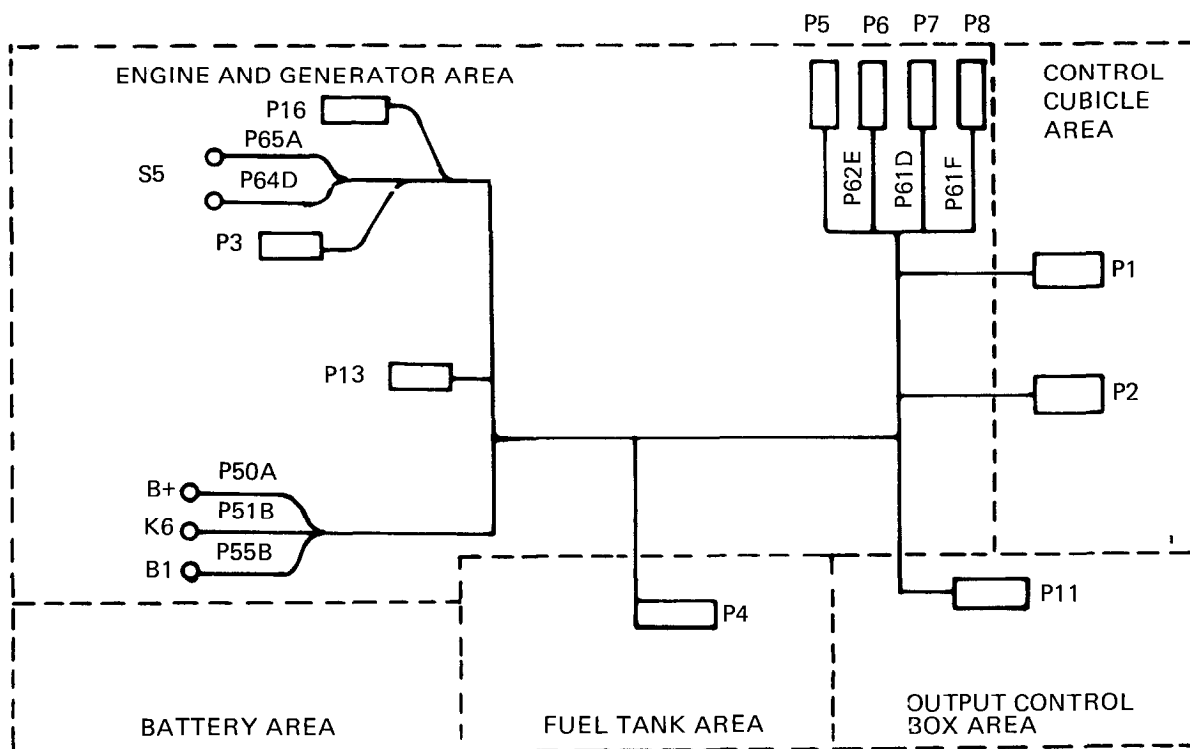 P5 P6 P7 P8
ENGINE AND GENERATOR AREA
CONTROL
CUBICLE
AREA
P16
P65A
S5
P64D
P3
P62E
P61D
P61F
P1
P13
P2
P50A
B+
P51B
K6
P55B
B1
P4
P11
BATTERY AREA
FUEL TANK AREA
OUTPUT CONTROL
BOX AREA